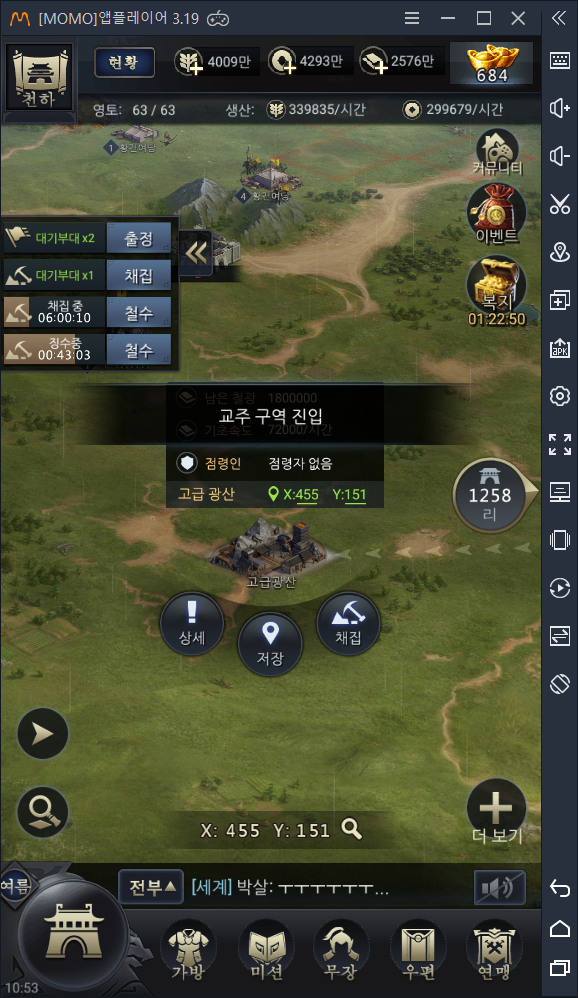 [MOMO]앱플레이어 3.19
현황
4009만
4293만
2576만
684
천하
영토: 63 / 63
생산:
339835/시간
299679/시간
1 황건여당
4 황건여당
커뮤니티
이벤트
복지
01:22:50
대기부대 x2
출정
대기부대 x1
채집
채집 중
06:00:10
철수
징수중
00:43:03
철수
남은 철광 1800000
교주 구역 진입
기초속도 72000/시간
점령인 점령자 없음
고급 광산 X:455 Y:151
1258
리
고급광산
상세
저장
채집
X: 455 Y: 151
더 보기
여름
전부
[세계] 박살: ㅜㅜㅜㅜㅜㅜ...
가방
미션
무장
우편
연맹
10:53
APK